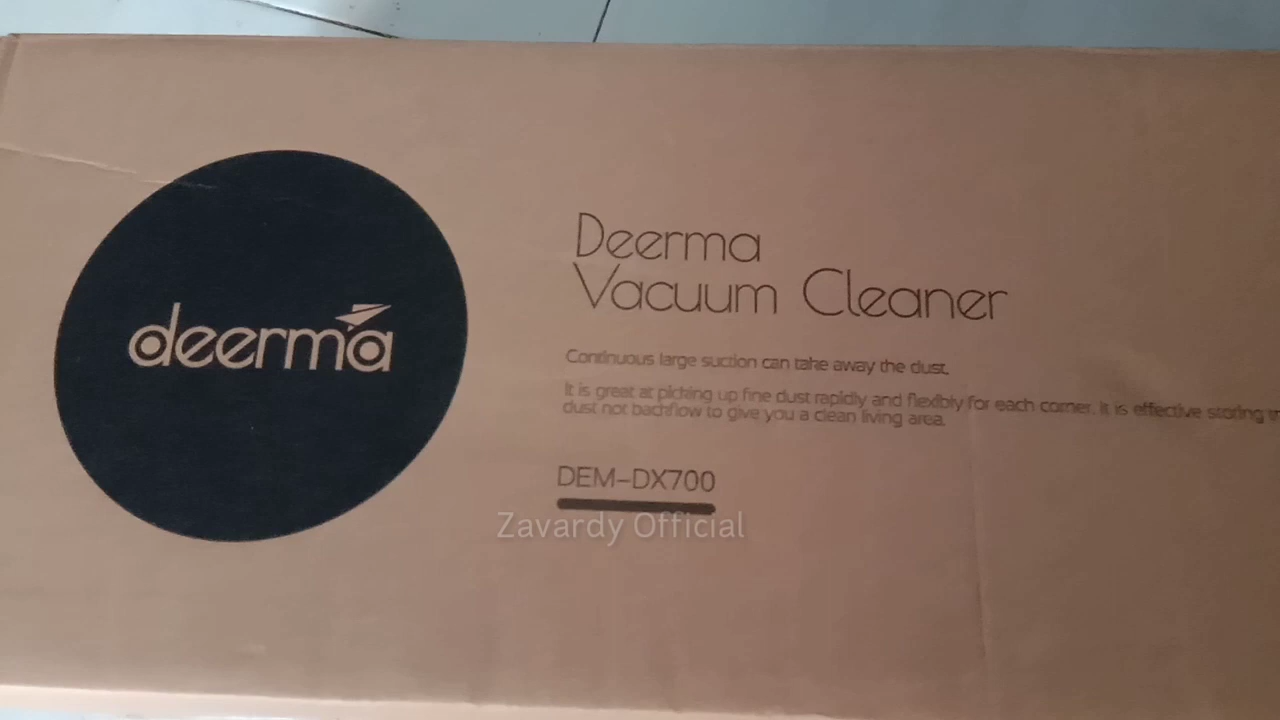 deerma
Deerma
Vacuum Cleaner
Continuous large suction can take away the dust.
It is great at picking up fine dust rapidly and flexibly for each corner. It is effective storing
dust not backflow to give you a clean living area.
DEM-DX700
Zavardy Official